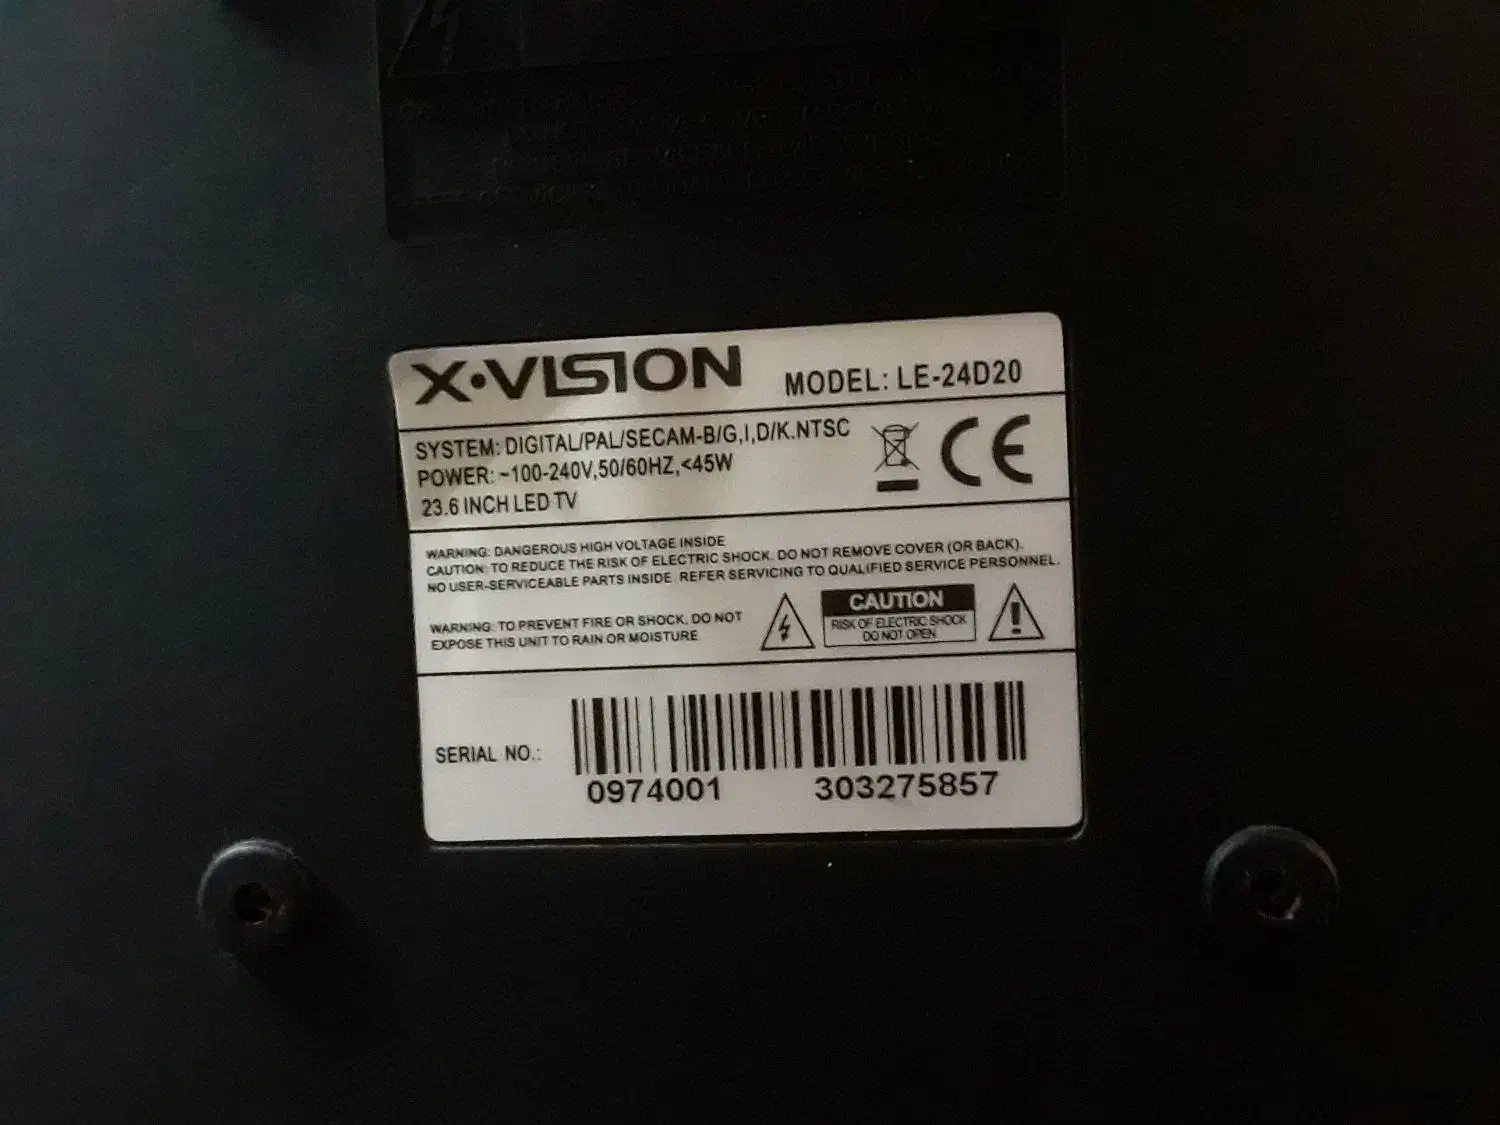 X•VISION MODEL: LE-24D20
SYSTEM: DIGITAL/PAL/SECAM-B/G,I,D/K.NTSC
POWER: ~100-240V,50/60HZ,<45W
23.6 INCH LED TV
WARNING: DANGEROUS HIGH VOLTAGE INSIDE
CAUTION: TO REDUCE THE RISK OF ELECTRIC SHOCK. DO NOT REMOVE COVER (OR BACK).
NO USER-SERVICEABLE PARTS INSIDE. REFER SERVICING TO QUALIFIED SERVICE PERSONNEL.
WARNING: TO PREVENT FIRE OR SHOCK, DO NOT
EXPOSE THIS UNIT TO RAIN OR MOISTURE
CAUTION
RISK OF ELECTRIC SHOCK
DO NOT OPEN
SERIAL NO.:
0974001 303275857